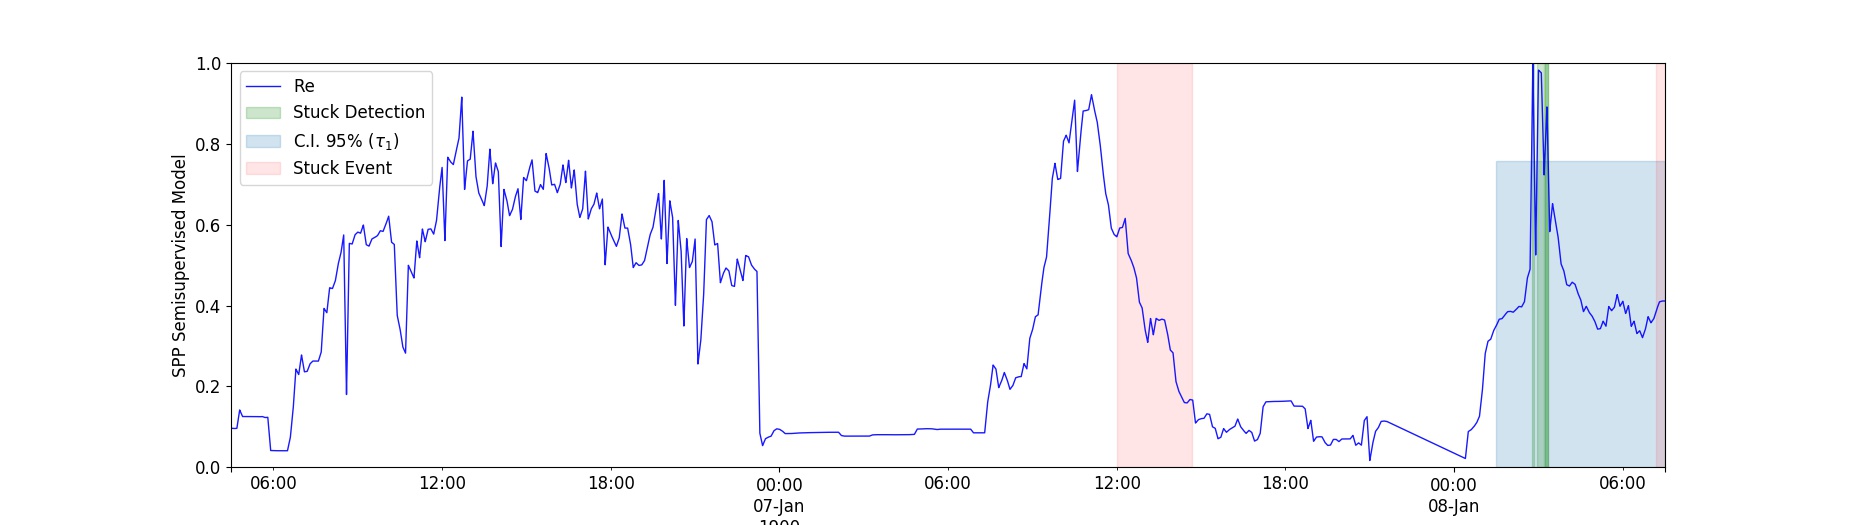 1.0
0.8
0.6
0.4
0.2
0.0
SPP Semisupervised Model
Re
Stuck Detection
C.I. 95% (τ₁)
Stuck Event
06:00 12:00 18:00 00:00 06:00 12:00 18:00 00:00 06:00
07-Jan 08-Jan
1900